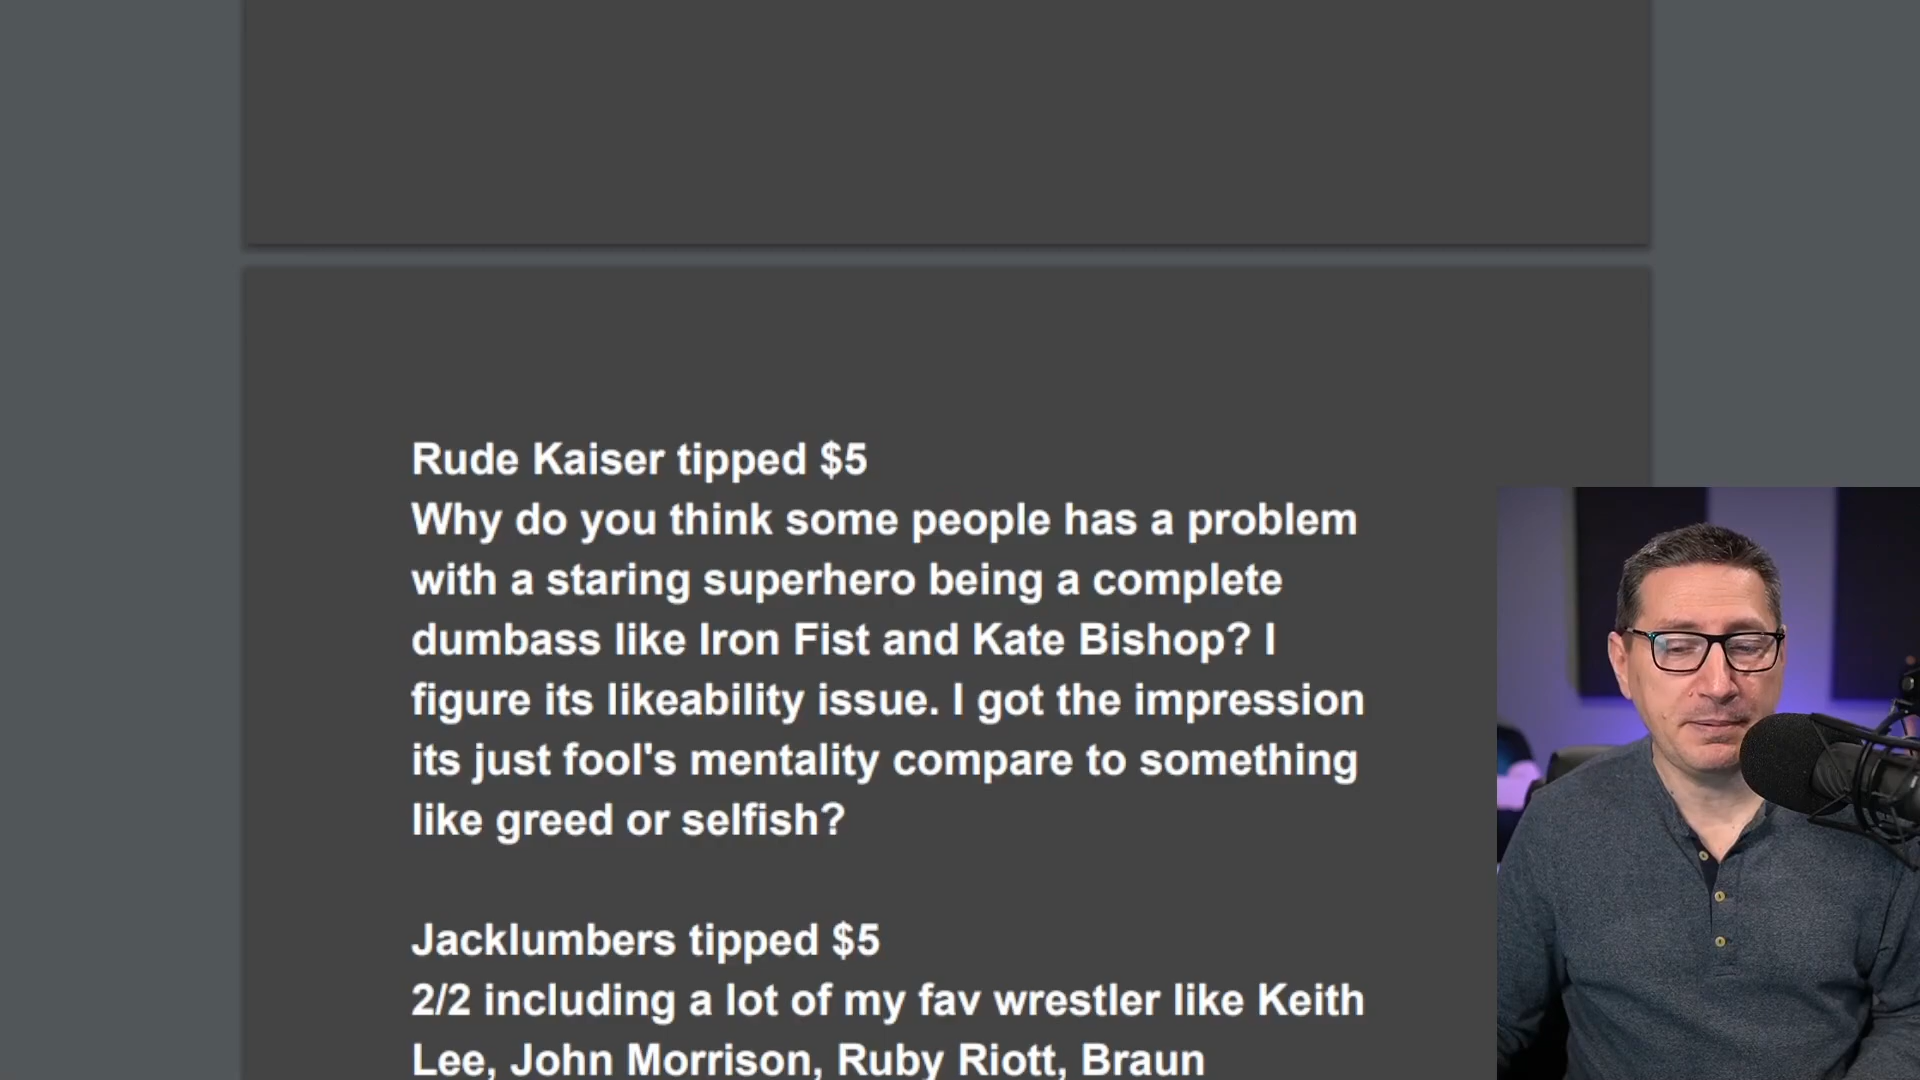 Rude Kaiser tipped $5
Why do you think some people has a problem
with a staring superhero being a complete
dumbass like Iron Fist and Kate Bishop? I
figure its likeability issue. I got the impression
its just fool's mentality compare to something
like greed or selfish?
Jacklumbers tipped $5
2/2 including a lot of my fav wrestler like Keith
Lee, John Morrison, Ruby Riott, Braun